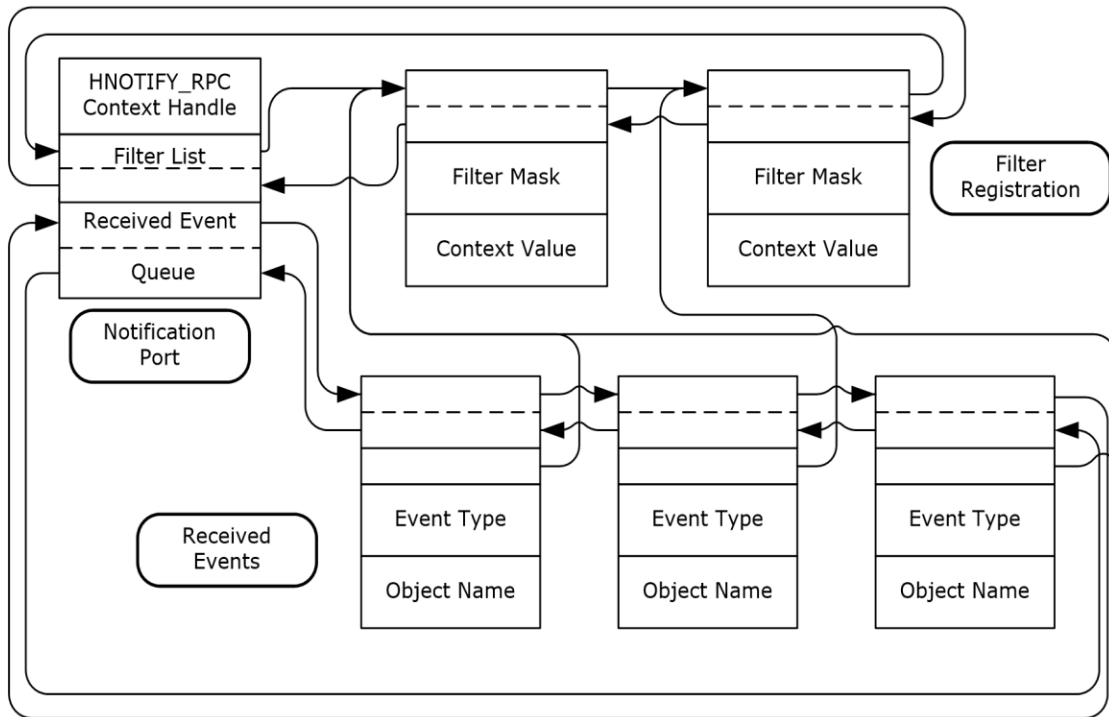 HNOTIFY_RPC
Context Handle
Filter List
Received Event
Queue
Notification
Port
Filter Mask
Context Value
Filter Mask
Context Value
Filter
Registration
Received
Events
Event Type
Object Name
Event Type
Object Name
Event Type
Object Name